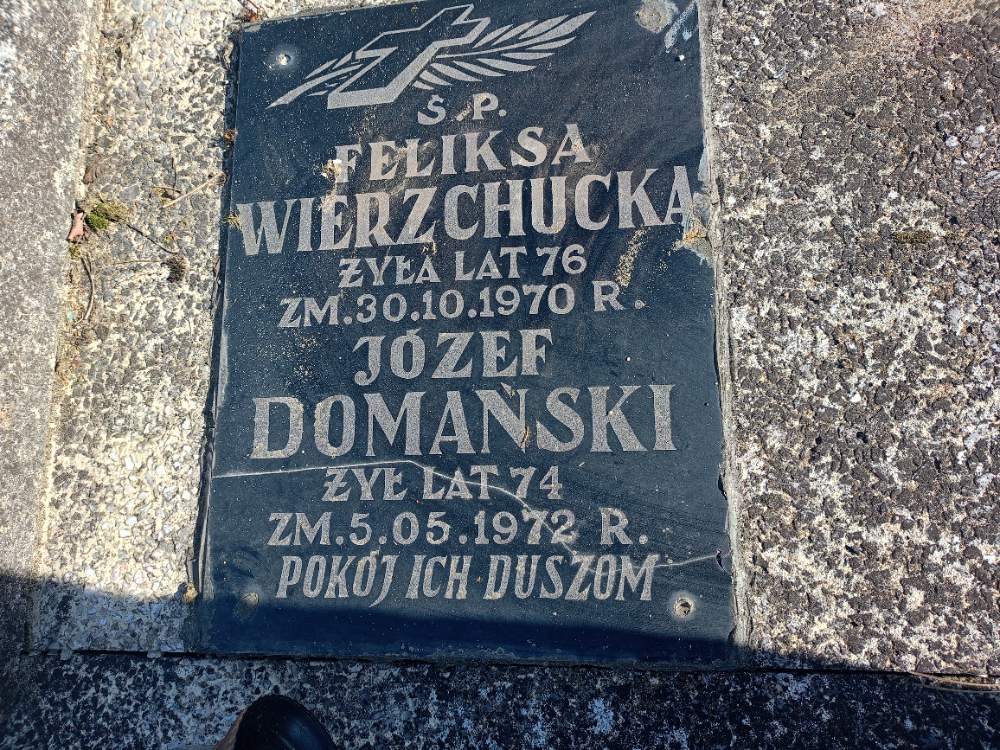 Ś.P.
FELIKSA
WIERZCHUCKA
ŻYŁA LAT 76
ZM.30.10.1970 R.
JÓZEF
DOMAŃSKI
ŻYŁ LAT 74
ZM.5.05.1972 R.
POKÓJ ICH DUSZOM